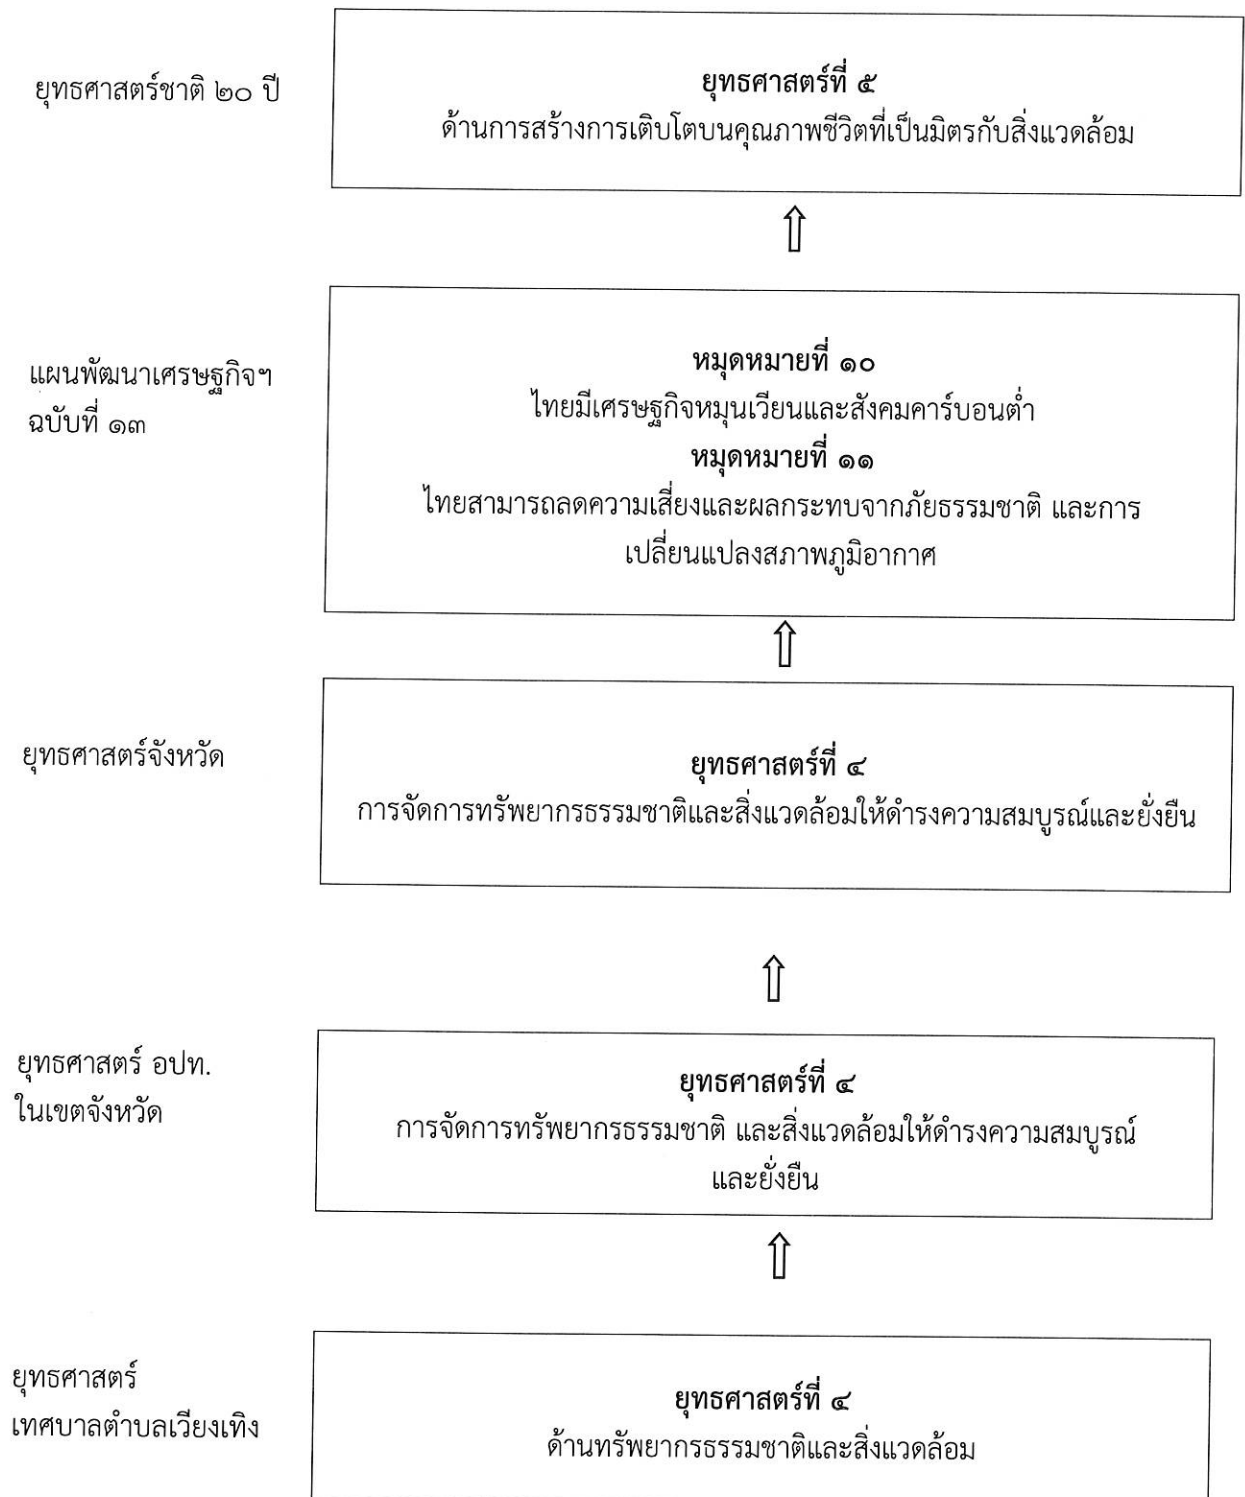 ยุทธศาสตร์ชาติ ๒๐ ปี
ยุทธศาสตร์ที่ ๕
ด้านการสร้างการเติบโตบนคุณภาพชีวิตที่เป็นมิตรกับสิ่งแวดล้อม
แผนพัฒนาเศรษฐกิจฯ
ฉบับที่ ๑๓
หมุดหมายที่ ๑๐
ไทยมีเศรษฐกิจหมุนเวียนและสังคมคาร์บอนต่ำ
หมุดหมายที่ ๑๑
ไทยสามารถลดความเสี่ยงและผลกระทบจากภัยธรรมชาติ และการ
เปลี่ยนแปลงสภาพภูมิอากาศ
ยุทธศาสตร์จังหวัด
ยุทธศาสตร์ที่ ๔
การจัดการทรัพยากรธรรมชาติและสิ่งแวดล้อมให้ดำรงความสมบูรณ์และยั่งยืน
ยุทธศาสตร์ อปท.
ในเขตจังหวัด
ยุทธศาสตร์ที่ ๔
การจัดการทรัพยากรธรรมชาติ และสิ่งแวดล้อมให้ดำรงความสมบูรณ์
และยั่งยืน
ยุทธศาสตร์
เทศบาลตำบลเวียงเทิง
ยุทธศาสตร์ที่ ๔
ด้านทรัพยากรธรรมชาติและสิ่งแวดล้อม